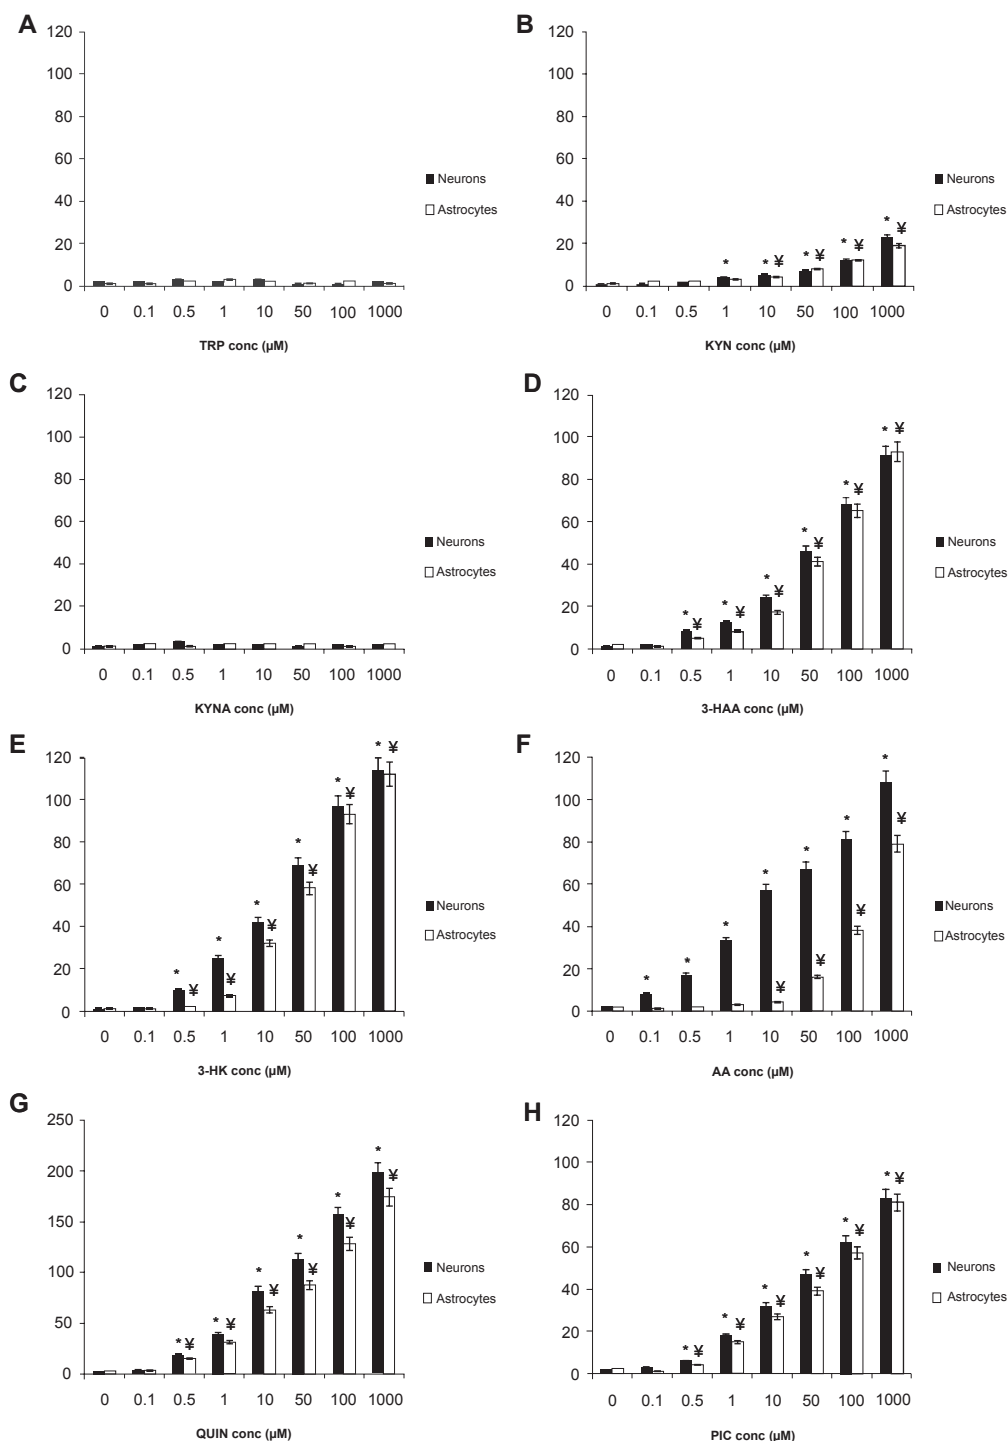 A
120
100
80
60
40
20
0
Neurons
Astrocytes
0 0.1 0.5 1 10 50 100 1000
TRP conc (µM)
B
120
100
80
60
40
20
0
* * ¥ * ¥ * ¥ * ¥
Neurons
Astrocytes
0 0.1 0.5 1 10 50 100 1000
KYN conc (µM)
C
120
100
80
60
40
20
0
Neurons
Astrocytes
0 0.1 0.5 1 10 50 100 1000
KYNA conc (µM)
D
120
100
80
60
40
20
0
* ¥ * ¥ * ¥ * ¥ * ¥ * ¥
Neurons
Astrocytes
0 0.1 0.5 1 10 50 100 1000
3-HAA conc (µM)
E
120
100
80
60
40
20
0
* ¥ * ¥ * ¥ * ¥ * ¥ * ¥
Neurons
Astrocytes
0 0.1 0.5 1 10 50 100 1000
3-HK conc (µM)
F
120
100
80
60
40
20
0
* * * * ¥ * ¥ * ¥ * ¥
Neurons
Astrocytes
0 0.1 0.5 1 10 50 100 1000
AA conc (µM)
G
250
200
150
100
50
0
* ¥ * ¥ * ¥ * ¥ * ¥ * ¥
Neurons
Astrocytes
0 0.1 0.5 1 10 50 100 1000
QUIN conc (µM)
H
120
100
80
60
40
20
0
* ¥ * ¥ * ¥ * ¥ * ¥ * ¥
Neurons
Astrocytes
0 0.1 0.5 1 10 50 100 1000
PIC conc (µM)